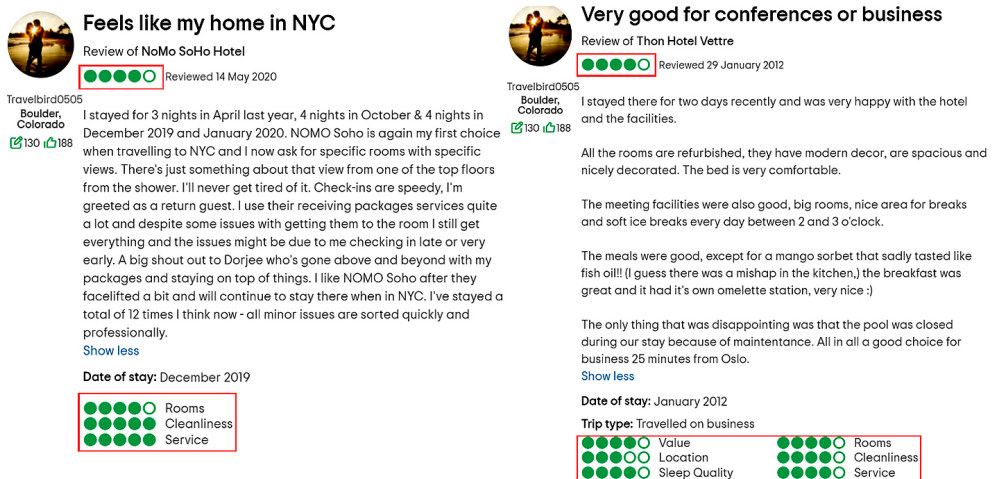 Feels like my home in NYC
Review of NoMo SoHo Hotel
Reviewed 14 May 2020
Travelbird0505
Boulder,
Colorado
130 188
I stayed for 3 nights in April last year, 4 nights in October & 4 nights in
December 2019 and January 2020. NOMO Soho is again my first choice
when travelling to NYC and I now ask for specific rooms with specific
views. There's just something about that view from one of the top floors
from the shower. I'll never get tired of it. Check-ins are speedy, I'm
greeted as a return guest. I use their receiving packages services quite
a lot and despite some issues with getting them to the room I still get
everything and the issues might be due to me checking in late or very
early. A big shout out to Dorjee who's gone above and beyond with my
packages and staying on top of things. I like NOMO Soho after they
facelifted a bit and will continue to stay there when in NYC. I've stayed a
total of 12 times I think now - all minor issues are sorted quickly and
professionally.
Show less
Date of stay: December 2019
Rooms
Cleanliness
Service
Very good for conferences or business
Review of Thon Hotel Vettre
Reviewed 29 January 2012
Travelbird0505
Boulder,
Colorado
130 188
I stayed there for two days recently and was very happy with the hotel
and the facilities.
All the rooms are refurbished, they have modern decor, are spacious and
nicely decorated. The bed is very comfortable.
The meeting facilities were also good, big rooms, nice area for breaks
and soft ice breaks every day between 2 and 3 o'clock.
The meals were good, except for a mango sorbet that sadly tasted like
fish oil!! (I guess there was a mishap in the kitchen,) the breakfast was
great and it had it's own omelette station, very nice :)
The only thing that was disappointing was that the pool was closed
during our stay because of maintentance. All in all a good choice for
business 25 minutes from Oslo.
Show less
Date of stay: January 2012
Trip type: Travelled on business
Value Rooms
Location Cleanliness
Sleep Quality Service